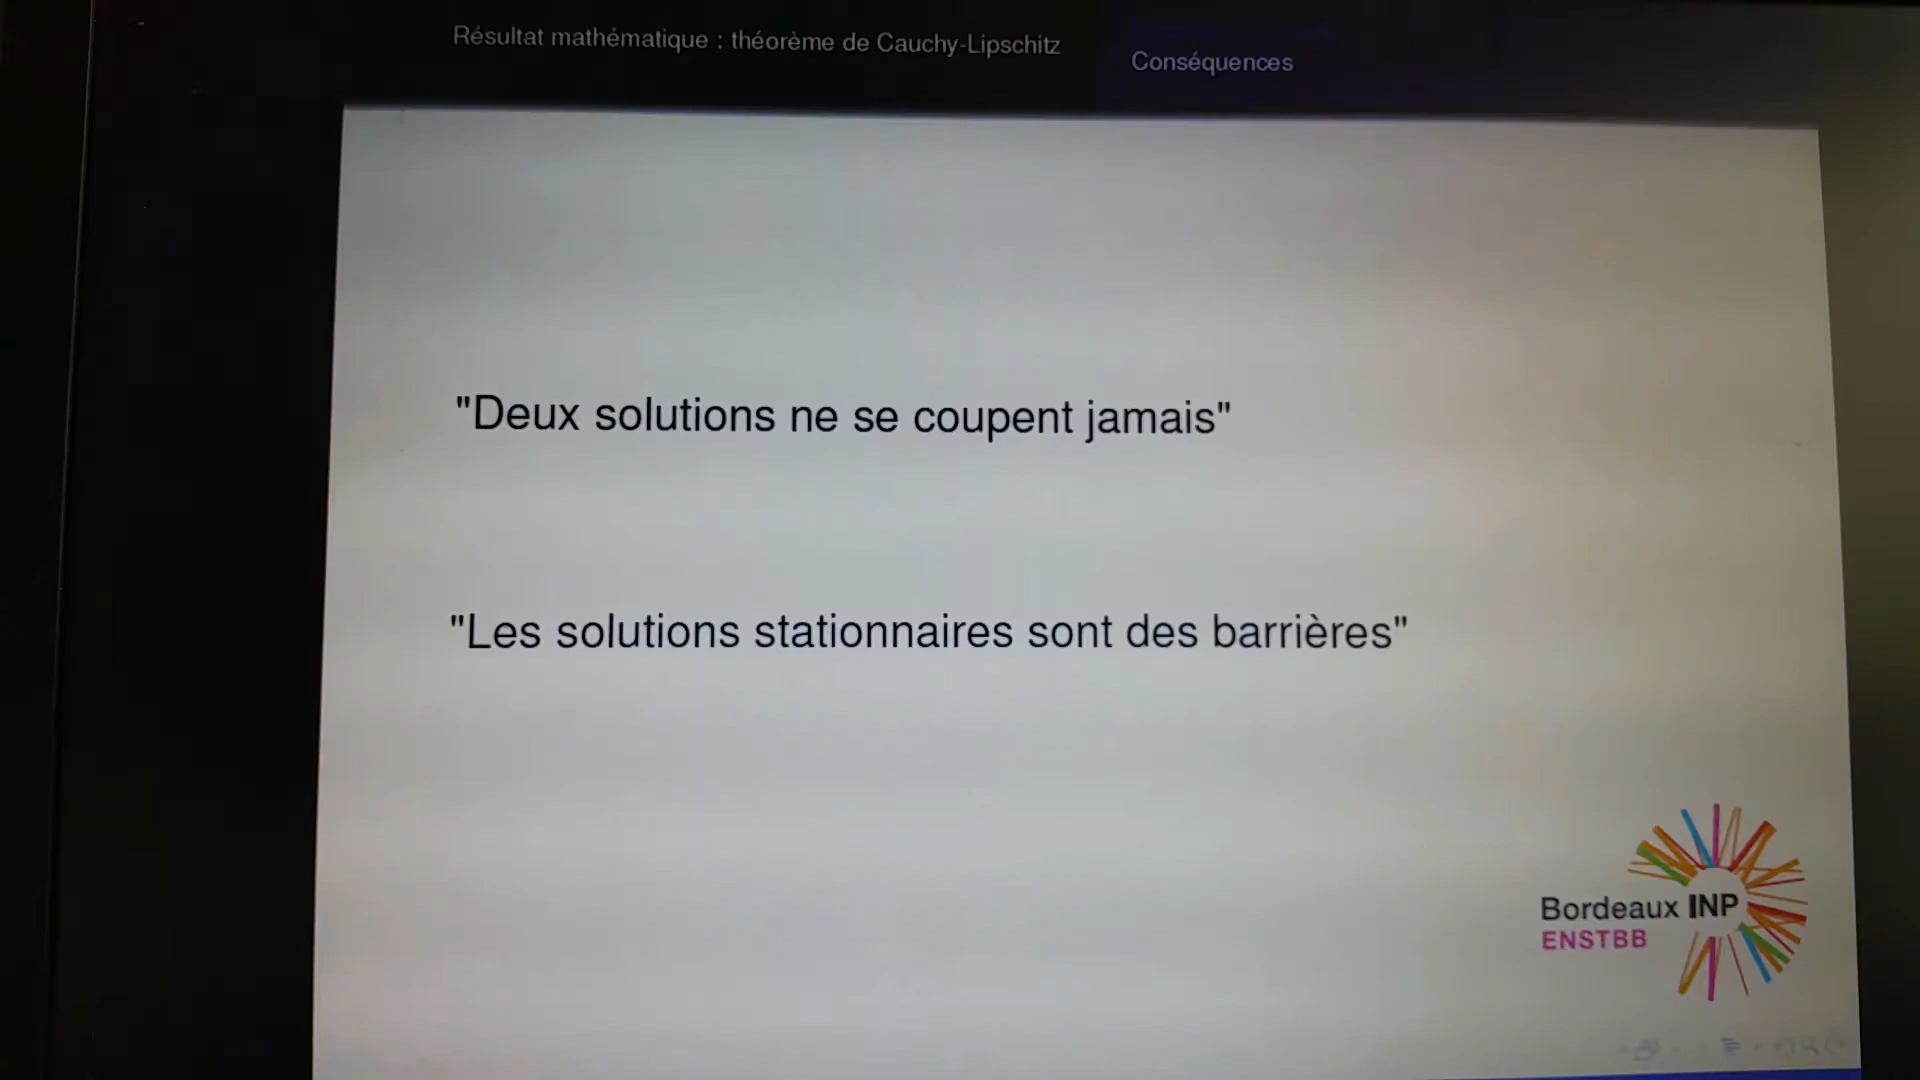 Résultat mathématique : théorème de Cauchy-Lipschitz
Conséquences
"Deux solutions ne se coupent jamais"
"Les solutions stationnaires sont des barrières"
Bordeaux INP
ENSTBB